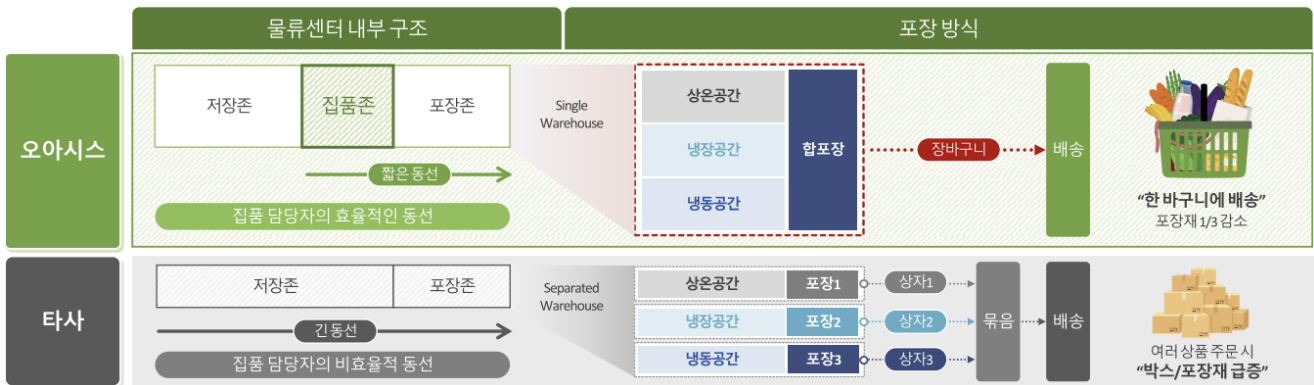 물류센터 내부 구조
포장 방식
오아시스
저장존
집품존
포장존
짧은 동선
집품 담당자의 효율적인 동선
Single
Warehouse
상온공간
냉장공간
냉동공간
합포장
장바구니
배송
“한 바구니에 배송”
포장재 1/3 감소
타사
저장존
포장존
긴 동선
집품 담당자의 비효율적 동선
Separated
Warehouse
상온공간
포장1
상자1
냉장공간
포장2
상자2
냉동공간
포장3
상자3
묶음
배송
여러 상품 주문 시
“박스/포장재 급증”